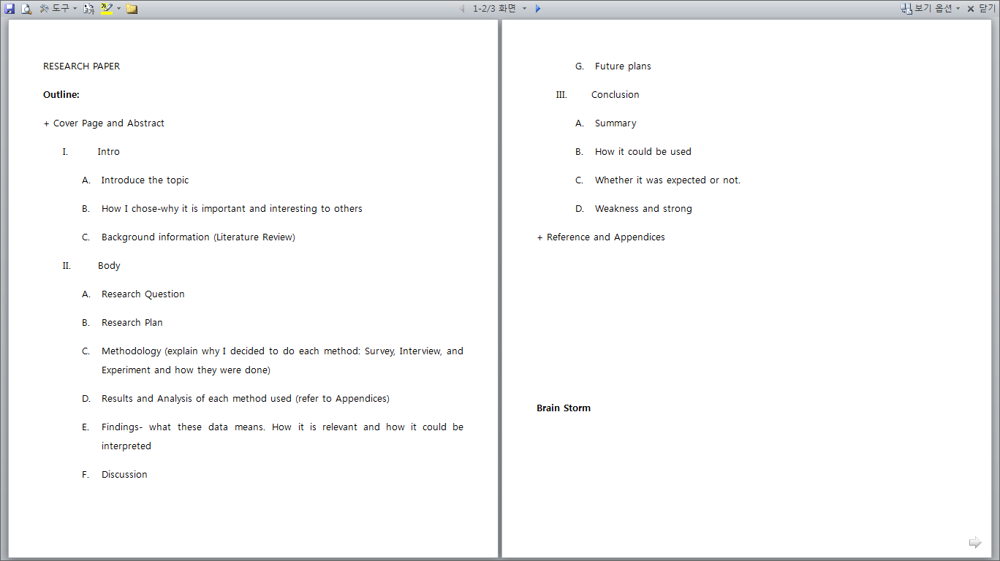 도구
1-2/3 화면
보기 옵션
닫기
RESEARCH PAPER
Outline:
+ Cover Page and Abstract
I. Intro
A. Introduce the topic
B. How I chose-why it is important and interesting to others
C. Background information (Literature Review)
II. Body
A. Research Question
B. Research Plan
C. Methodology (explain why I decided to do each method: Survey, Interview, and
Experiment and how they were done)
D. Results and Analysis of each method used (refer to Appendices)
E. Findings- what these data means. How it is relevant and how it could be
interpreted
F. Discussion
G. Future plans
III. Conclusion
A. Summary
B. How it could be used
C. Whether it was expected or not.
D. Weakness and strong
+ Reference and Appendices
Brain Storm